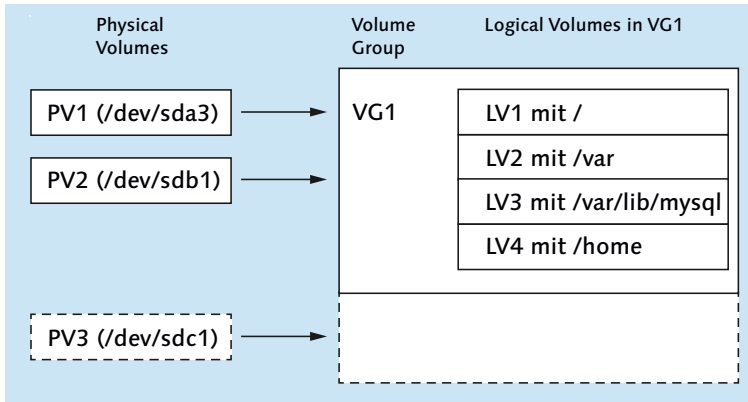 Physical
Volumes
Volume
Group
Logical Volumes in VG1
PV1 (/dev/sda3)
VG1
LV1 mit /
PV2 (/dev/sdb1)
LV2 mit /var
LV3 mit /var/lib/mysql
LV4 mit /home
PV3 (/dev/sdc1)